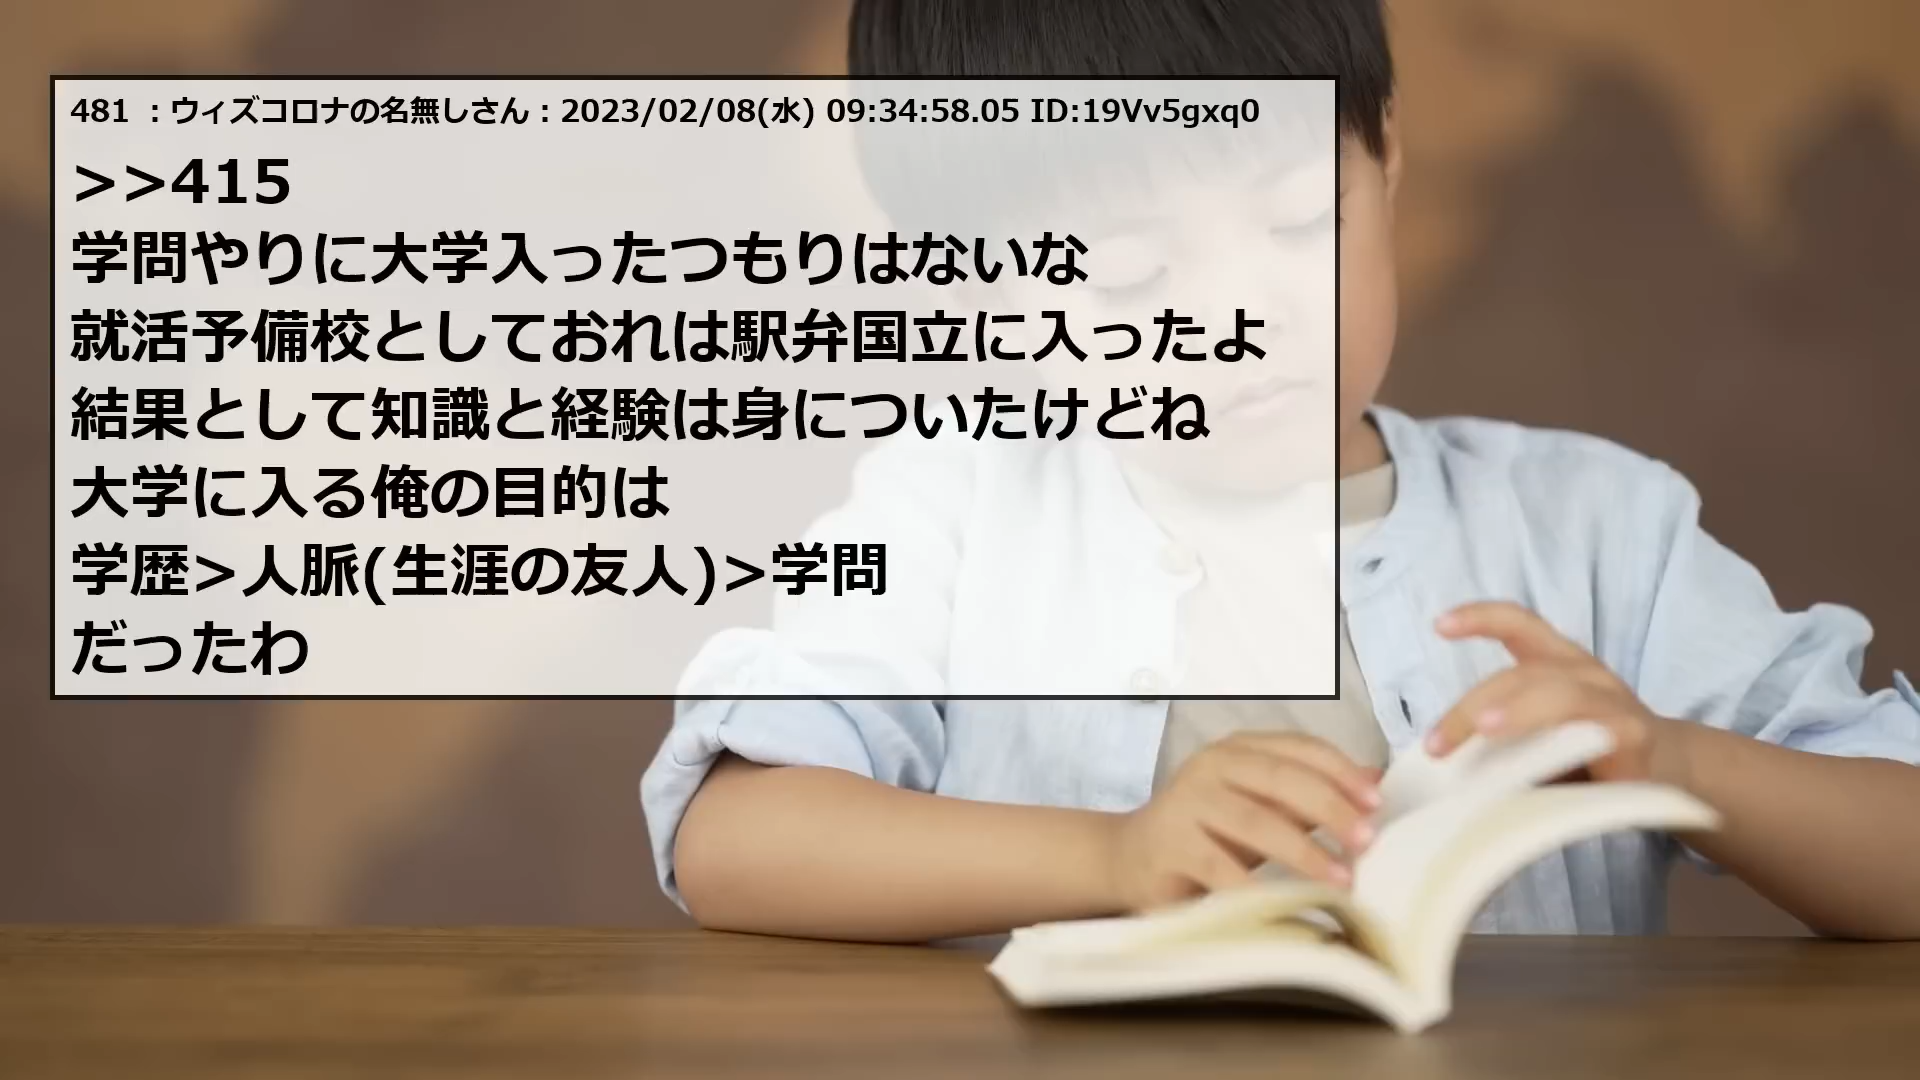 481 ：ウィズコロナの名無しさん：2023/02/08(水) 09:34:58.05 ID:19Vv5gxq0
>>415
学問やりに大学入ったつもりはないな
就活予備校としておれは駅弁国立に入ったよ
結果として知識と経験は身についたけどね
大学に入る俺の目的は
学歴>人脈(生涯の友人)>学問
だったわ